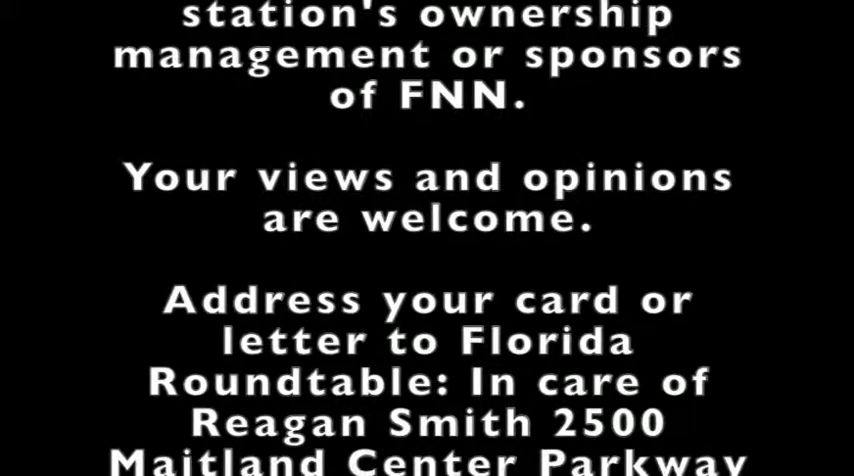 station's ownership
management or sponsors
of FNN.
Your views and opinions
are welcome.
Address your card or
letter to Florida
Roundtable: In care of
Reagan Smith 2500
Maitland Center Parkway